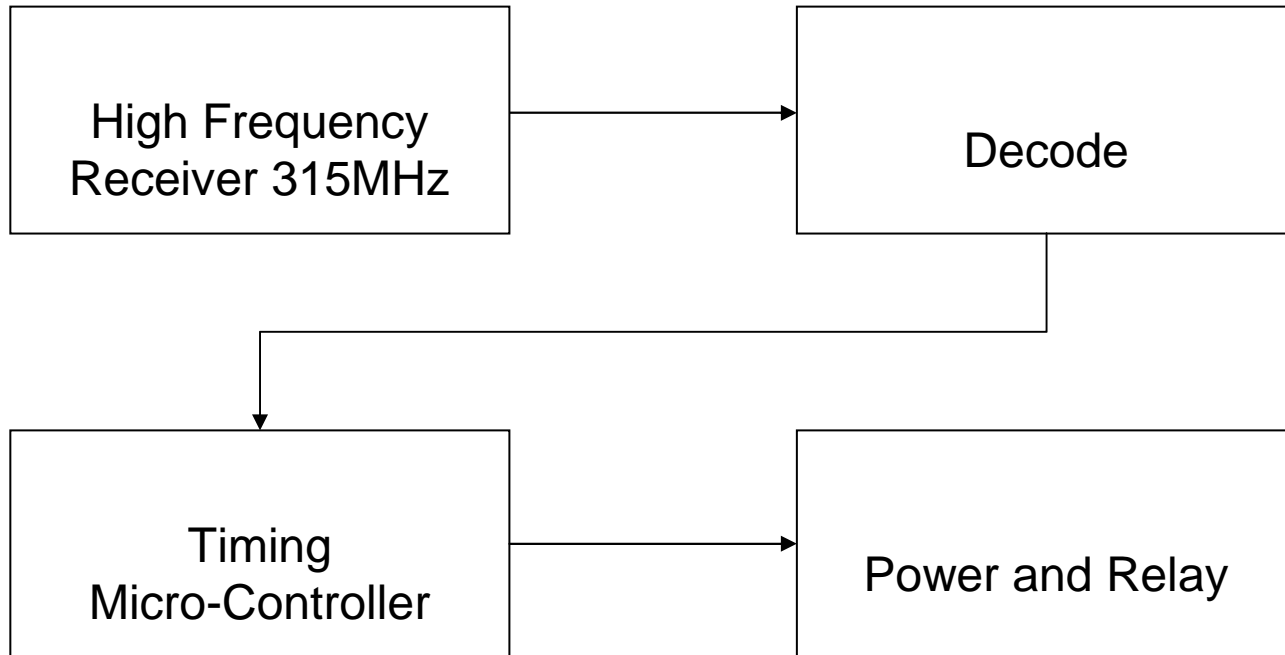 High Frequency
Receiver 315MHz
Decode
Timing
Micro-Controller
Power and Relay